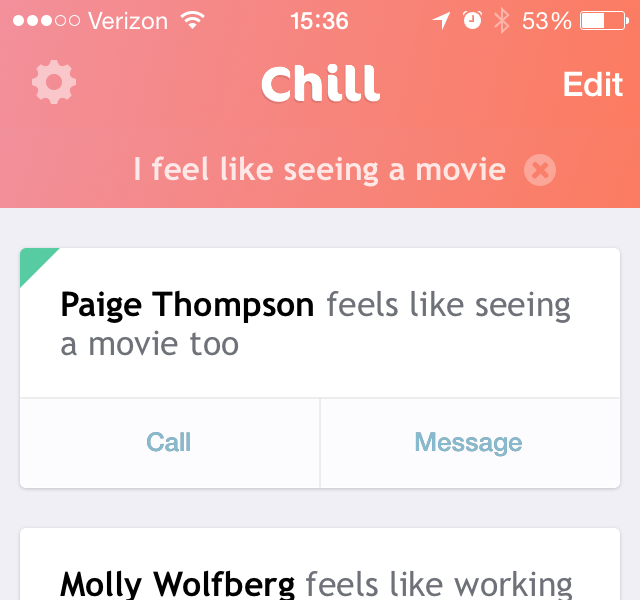 Verizon 15:36 53%
Chill
Edit
I feel like seeing a movie
Paige Thompson feels like seeing
a movie too
Call
Message
Molly Wolfberg feels like working